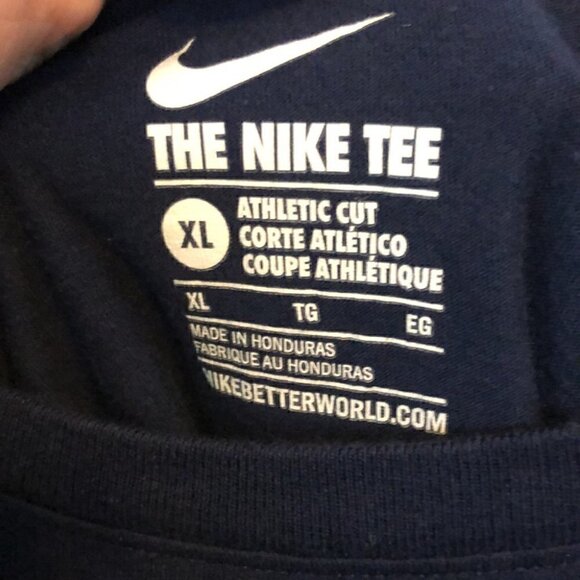 THE NIKE TEE
XL
ATHLETIC CUT
CORTE ATLÉTICO
COUPE ATHLÉTIQUE
XL TG EG
MADE IN HONDURAS
FABRIQUE AU HONDURAS
NIKEBETTERWORLD.COM